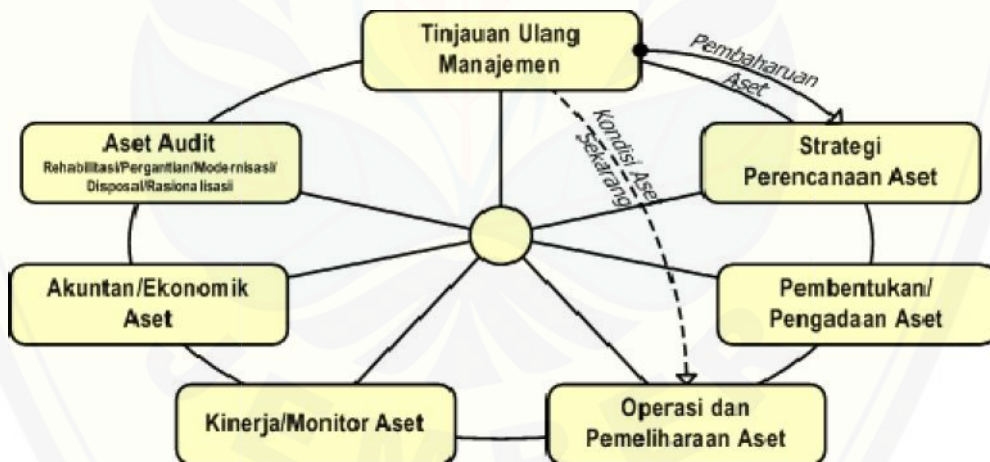 Tinjauan Ulang
Manajemen
Pembaharuan
Aset
Aset Audit
Rehabilitasi/Pergantian/Modernisasi/
Disposal/Rasionalisasi
Kondisi Aset
Sekarang
Strategi
Perencanaan Aset
Akuntan/Ekonomik
Aset
Pembentukan/
Pengadaan Aset
Kinerja/Monitor Aset
Operasi dan
Pemeliharaan Aset